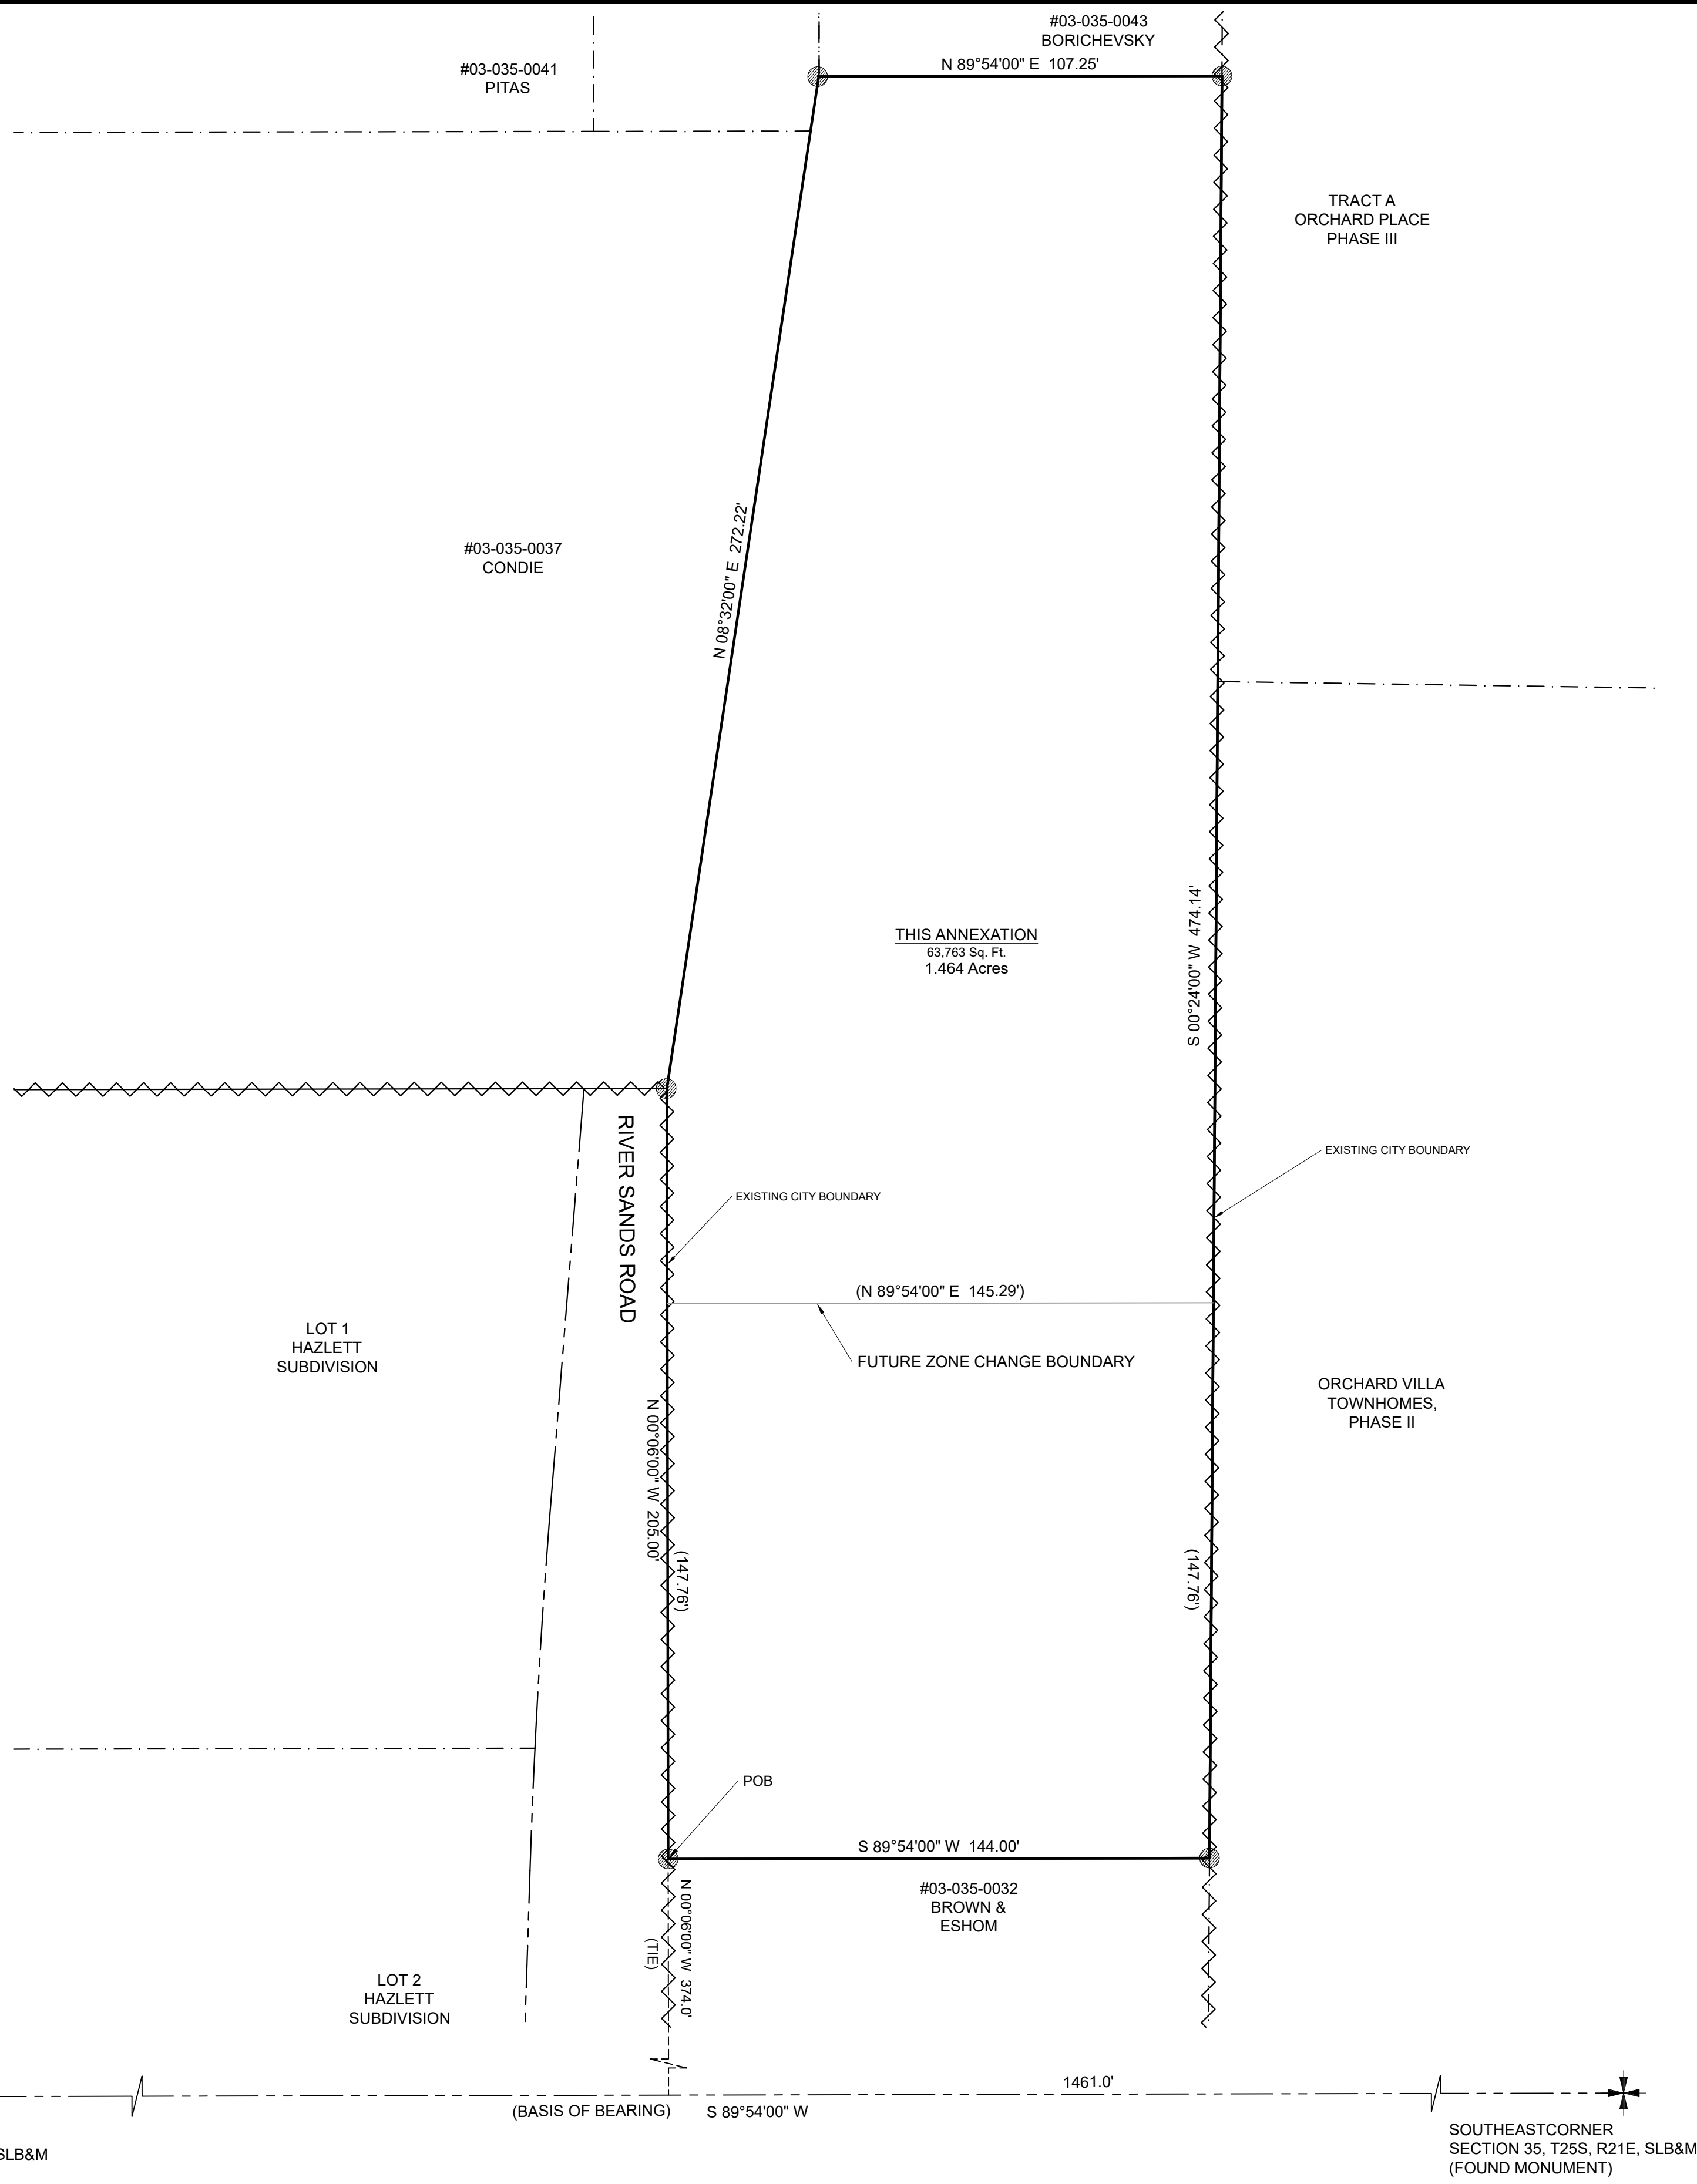 #03-035-0043
BORICHEVSKY
#03-035-0041
PITAS
N 89°54'00" E 107.25'
TRACT A
ORCHARD PLACE
PHASE III
N 08°32'00" E 272.22'
#03-035-0037
CONDIE
S 00°24'00" W 474.14'
THIS ANNEXATION
63,763 Sq. Ft.
1.464 Acres
RIVER SANDS ROAD
EXISTING CITY BOUNDARY
EXISTING CITY BOUNDARY
(N 89°54'00" E 145.29')
FUTURE ZONE CHANGE BOUNDARY
LOT 1
HAZLETT
SUBDIVISION
ORCHARD VILLA
TOWNHOMES,
PHASE II
N 00°06'00" W 205.00'
(147.76')
(147.76')
POB
S 89°54'00" W 144.00'
#03-035-0032
BROWN &
ESHOM
N 00°06'00" W 374.0'
(TIE)
LOT 2
HAZLETT
SUBDIVISION
1461.0'
(BASIS OF BEARING) S 89°54'00" W
SLB&M
SOUTHEASTCORNER
SECTION 35, T25S, R21E, SLB&M
(FOUND MONUMENT)